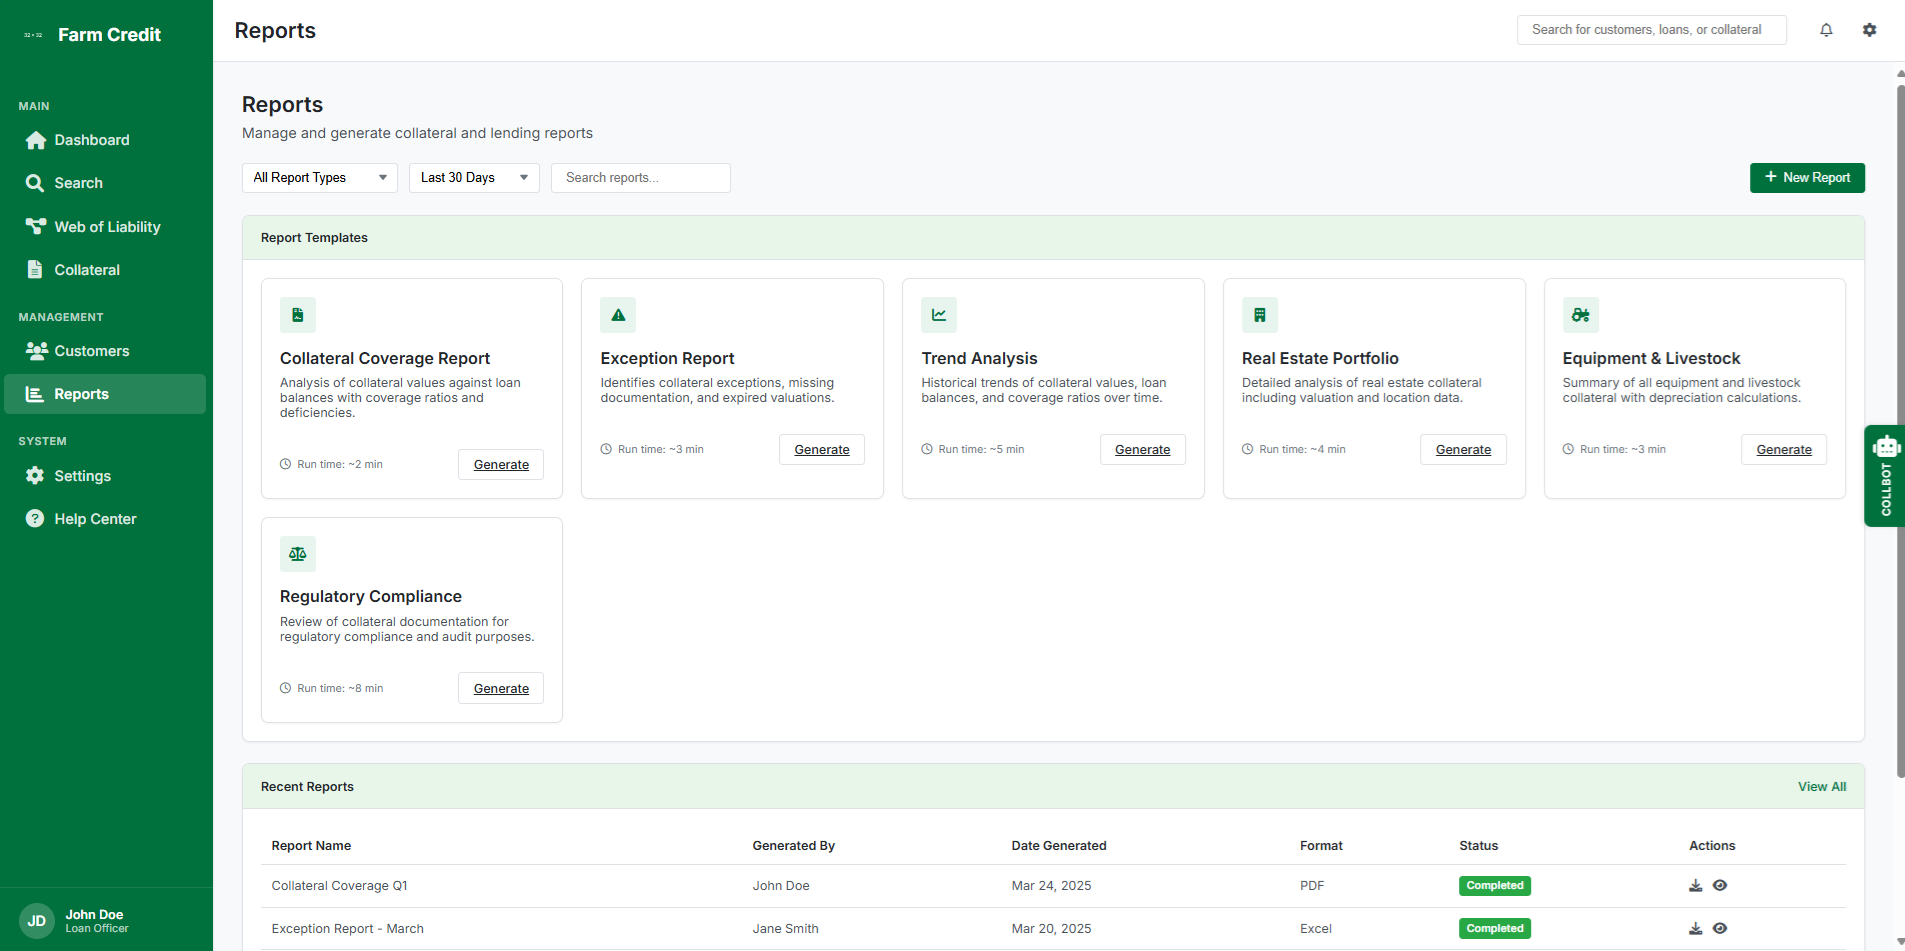 32 × 32
Farm Credit
MAIN
Dashboard
Search
Web of Liability
Collateral
MANAGEMENT
Customers
Reports
SYSTEM
Settings
Help Center
JD
John Doe
Loan Officer
Reports
Search for customers, loans, or collateral
Reports
Manage and generate collateral and lending reports
All Report Types
Last 30 Days
Search reports...
+ New Report
Report Templates
Collateral Coverage Report
Analysis of collateral values against loan
balances with coverage ratios and
deficiencies.
Run time: ~2 min
Generate
Exception Report
Identifies collateral exceptions, missing
documentation, and expired valuations.
Run time: ~3 min
Generate
Trend Analysis
Historical trends of collateral values, loan
balances, and coverage ratios over time.
Run time: ~5 min
Generate
Real Estate Portfolio
Detailed analysis of real estate collateral
including valuation and location data.
Run time: ~4 min
Generate
Equipment & Livestock
Summary of all equipment and livestock
collateral with depreciation calculations.
Run time: ~3 min
Generate
Regulatory Compliance
Review of collateral documentation for
regulatory compliance and audit purposes.
Run time: ~8 min
Generate
COLLBOT
Recent Reports
View All
Report Name Generated By Date Generated Format Status Actions
Collateral Coverage Q1 John Doe Mar 24, 2025 PDF Completed
Exception Report - March Jane Smith Mar 20, 2025 Excel Completed